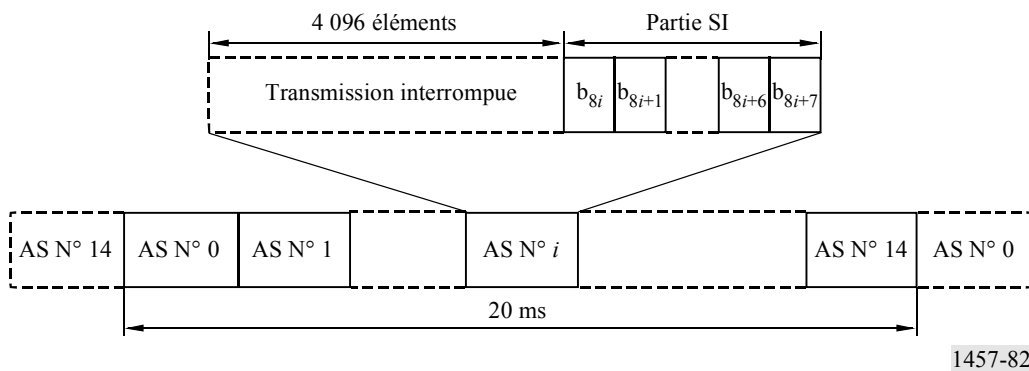 4 096 éléments Partie SI
Transmission interrompue b8i b8i+1 b8i+6 b8i+7
AS N° 14 AS N° 0 AS N° 1 AS N° i AS N° 14 AS N° 0
20 ms
1457-82